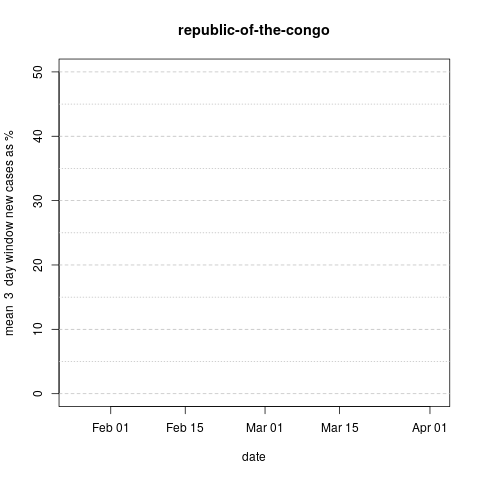 republic-of-the-congo
mean 3 day window new cases as %
50
40
30
20
10
0
Feb 01
Feb 15
Mar 01
Mar 15
Apr 01
date